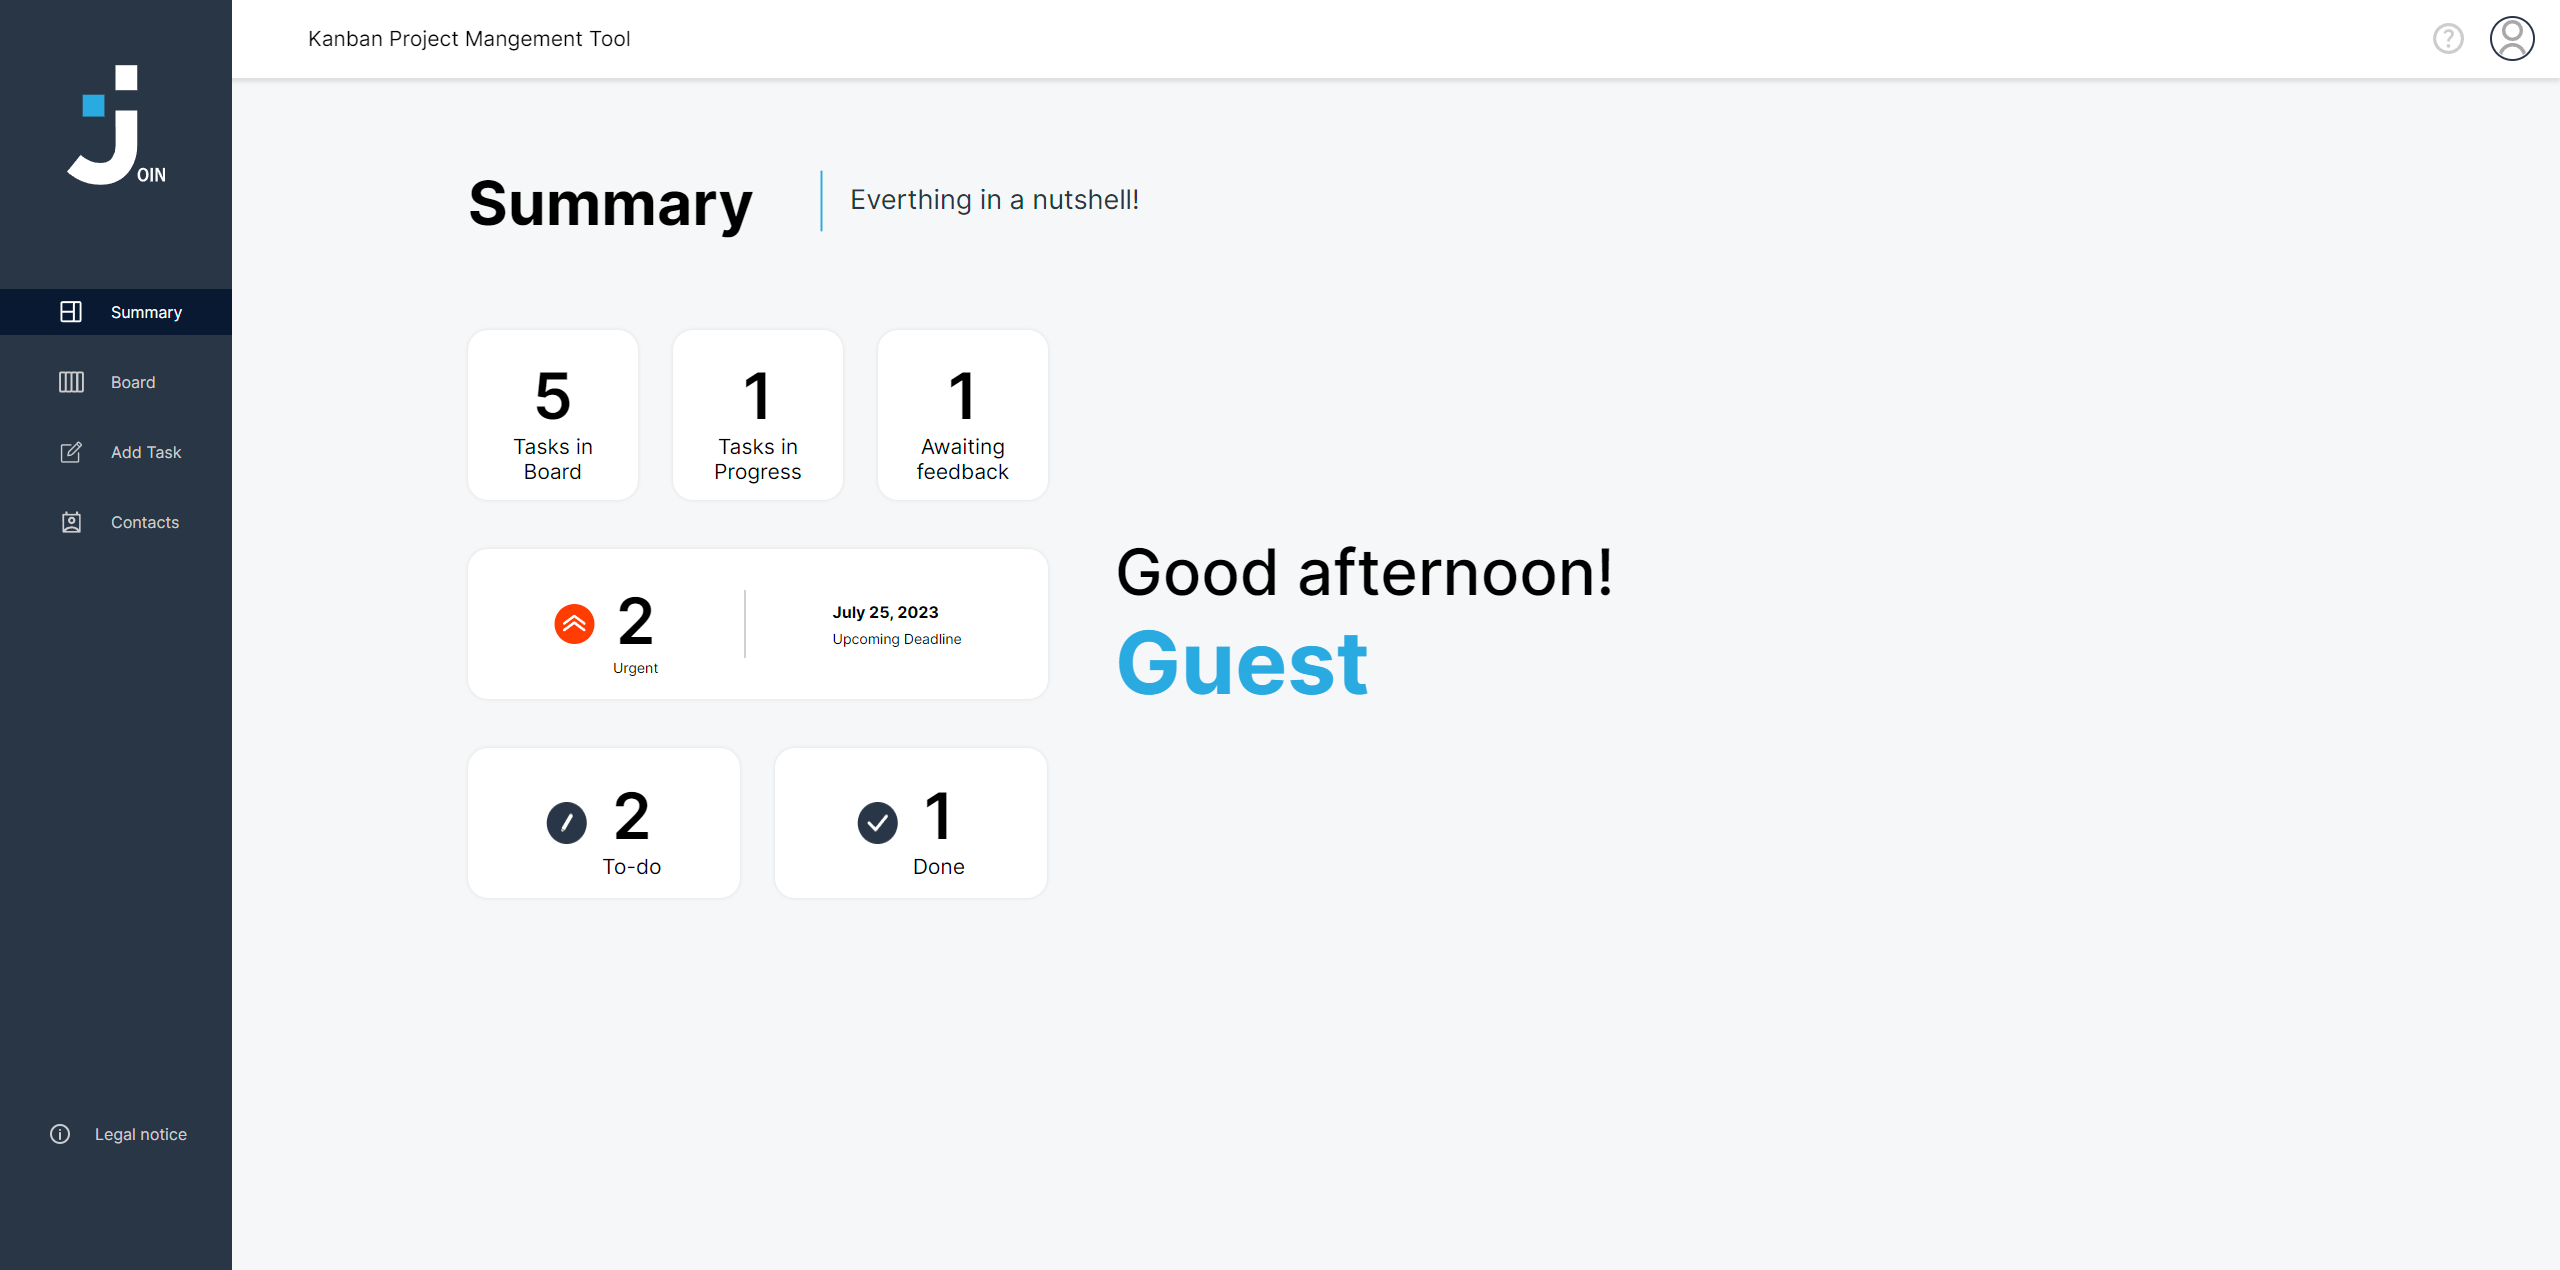 Kanban Project Mangement Tool
OIN
Summary
Board
Add Task
Contacts
Legal notice
Summary
Everthing in a nutshell!
5
Tasks in
Board
1
Tasks in
Progress
1
Awaiting
feedback
2
Urgent
July 25, 2023
Upcoming Deadline
2
To-do
1
Done
Good afternoon!
Guest